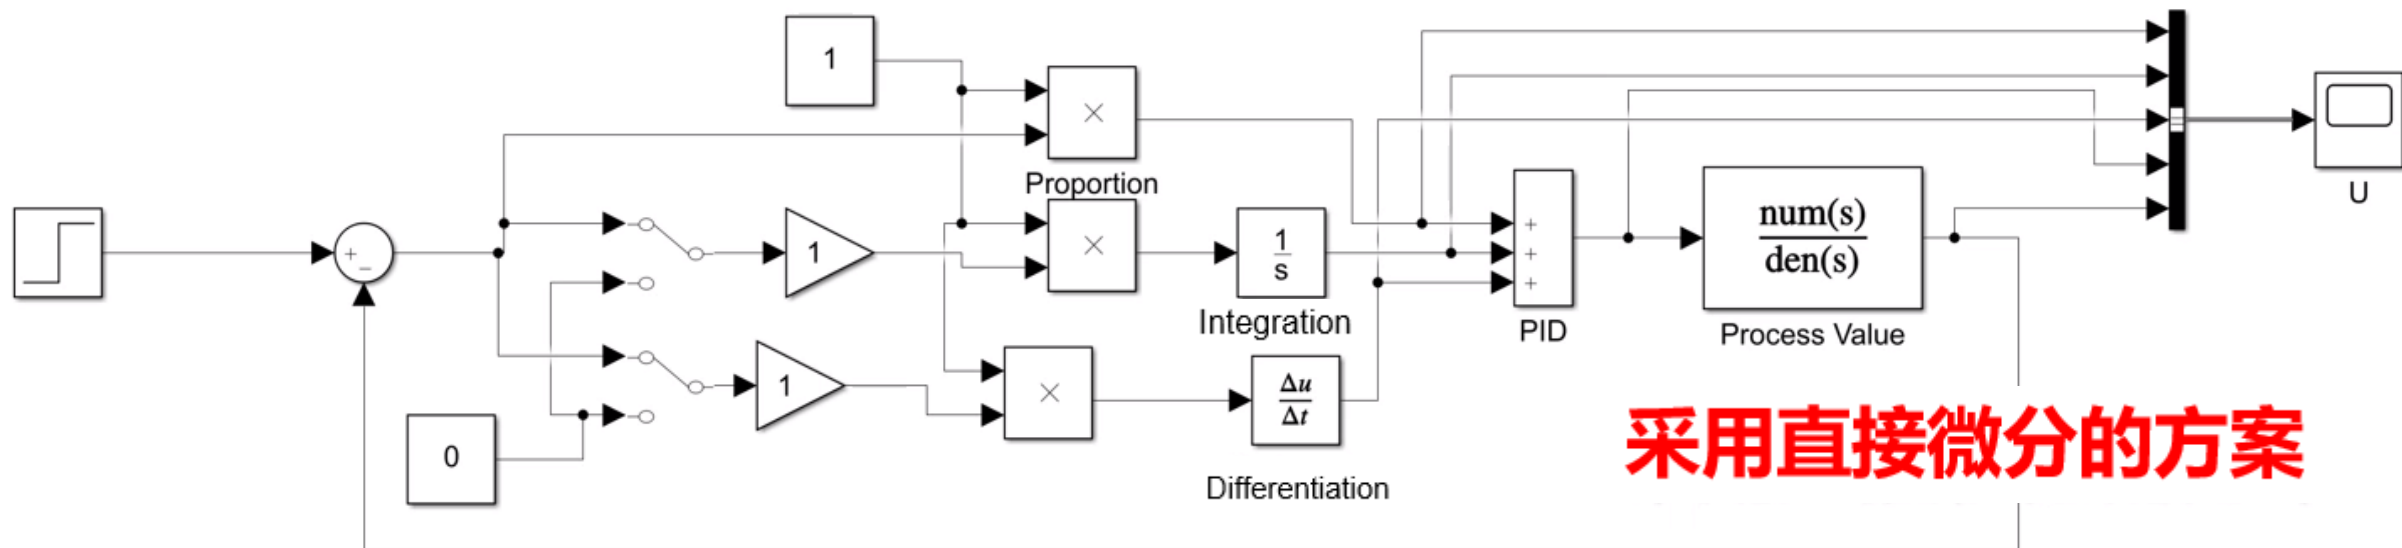 1
×
Proportion
×
1
1
s
Integration
+
−
+
+
+
PID
num(s)
den(s)
Process Value
U
1
×
Δu
Δt
Differentiation
0
采用直接微分的方案